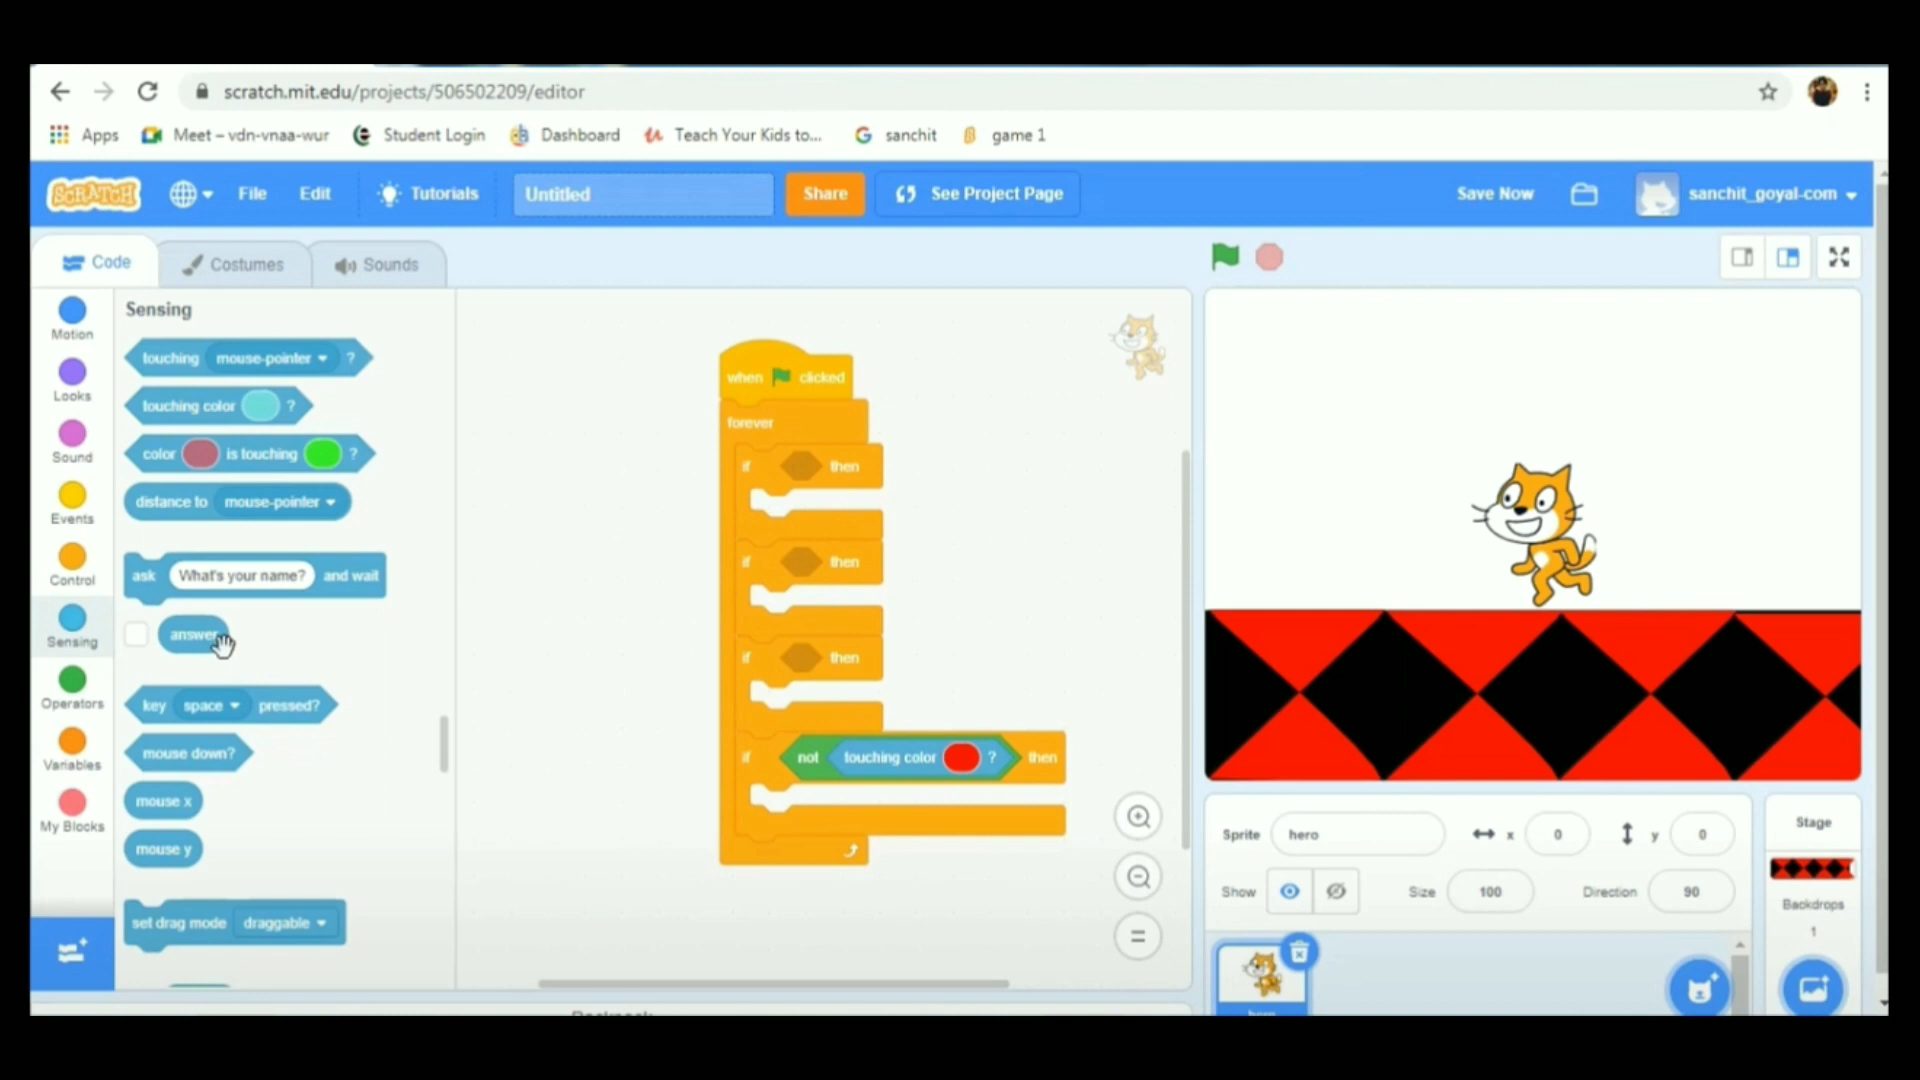 scratch.mit.edu/projects/506502209/editor
Apps Meet – vdn-vnaa-wur Student Login Dashboard Teach Your Kids to... sanchit game 1
SCRATCH File Edit Tutorials Untitled Share See Project Page Save Now sanchit_goyal-com
Code Costumes Sounds
Motion
Looks
Sound
Events
Control
Sensing
Operators
Variables
My Blocks
Sensing
touching mouse-pointer ?
touching color ?
color is touching ?
distance to mouse-pointer
ask What's your name? and wait
answer
key space pressed?
mouse down?
mouse x
mouse y
set drag mode draggable
when clicked
forever
if then
if then
if then
if not touching color ? then
Sprite hero x 0 y 0
Show Size 100 Direction 90
Stage
Backdrops
1